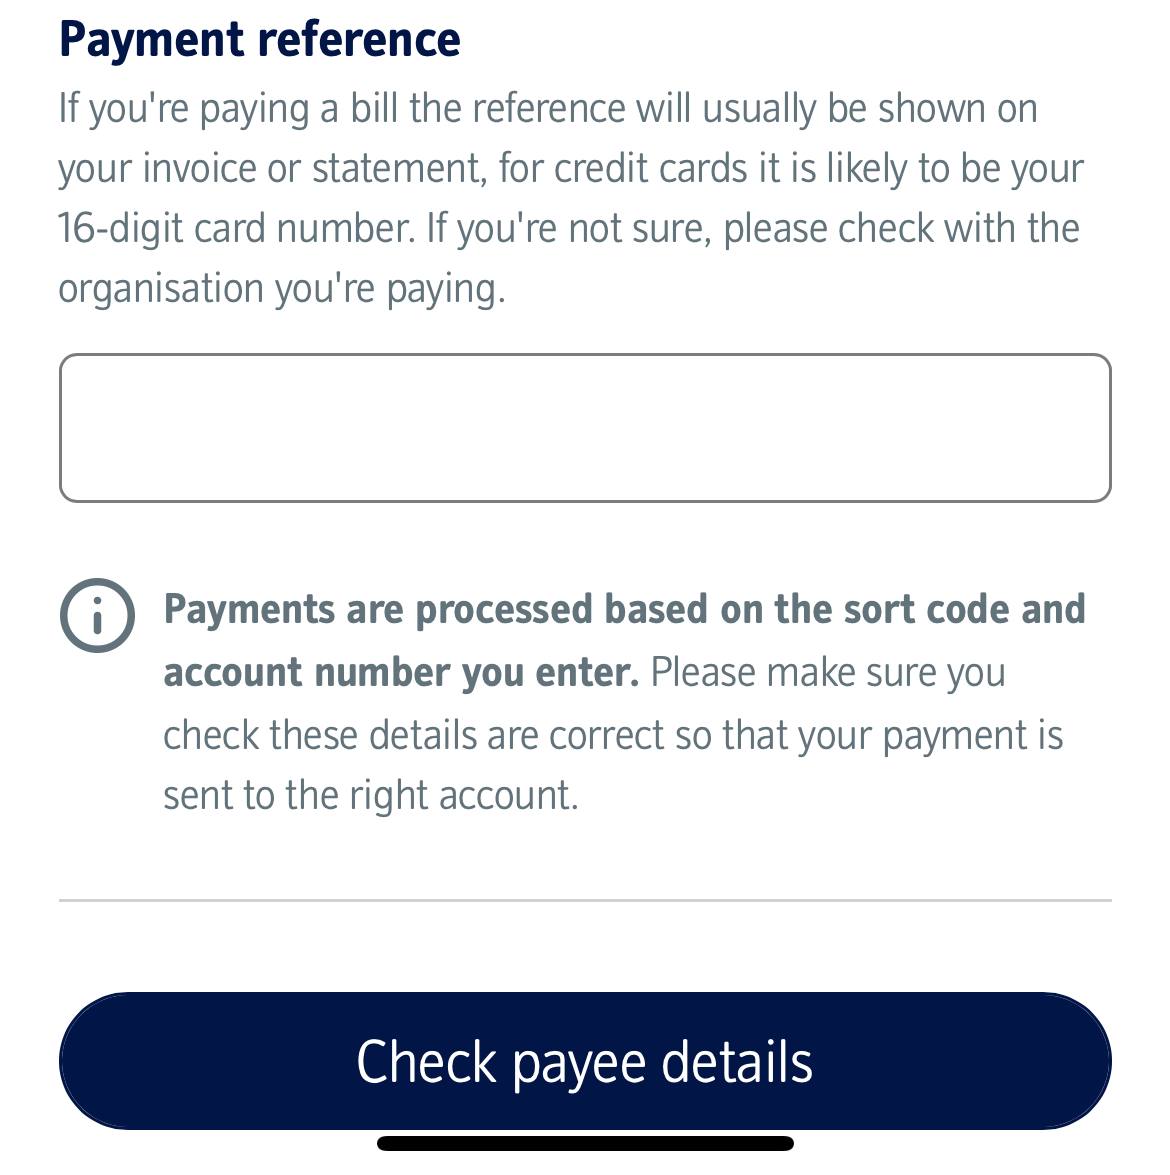 Payment reference
If you're paying a bill the reference will usually be shown on
your invoice or statement, for credit cards it is likely to be your
16-digit card number. If you're not sure, please check with the
organisation you're paying.
Payments are processed based on the sort code and
account number you enter. Please make sure you
check these details are correct so that your payment is
sent to the right account.
Check payee details